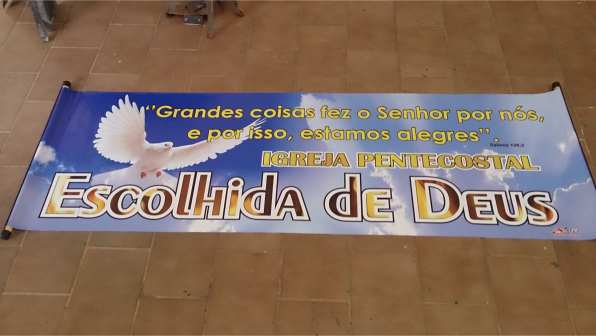 “Grandes coisas fez o Senhor por nós,
e por isso, estamos alegres”.
Salmos 126,3
IGREJA PENTECOSTAL
Escolhida de Deus